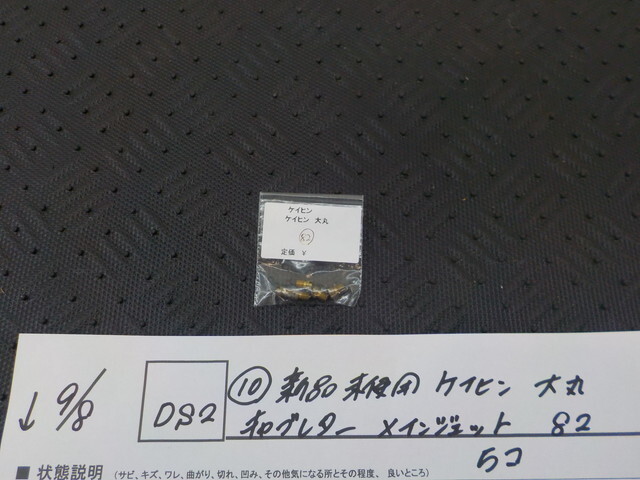 ケイヒン
ケイヒン 大丸
82
定価 ¥
↓9/8 DS2 ⑩ 新品 未使用 ケイヒン 大丸
キャブレター メインジェット 82
5コ
■ 状態説明 (サビ、キズ、ワレ、曲がり、切れ、凹み、その他気になる所とその程度、良いところ)